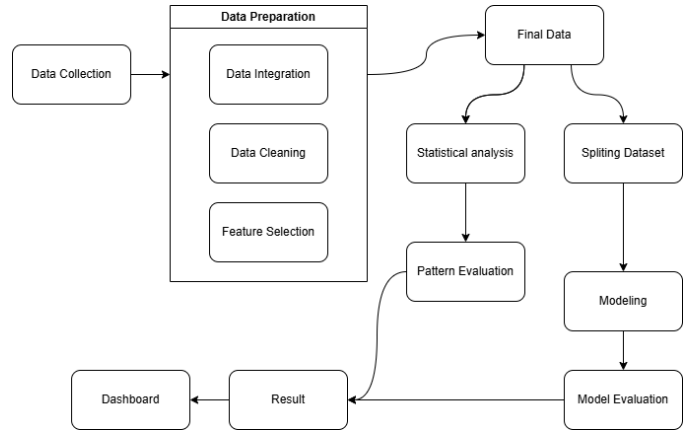 Data Preparation
Final Data
Data Collection
Data Integration
Data Cleaning
Statistical analysis
Spliting Dataset
Feature Selection
Pattern Evaluation
Modeling
Dashboard
Result
Model Evaluation